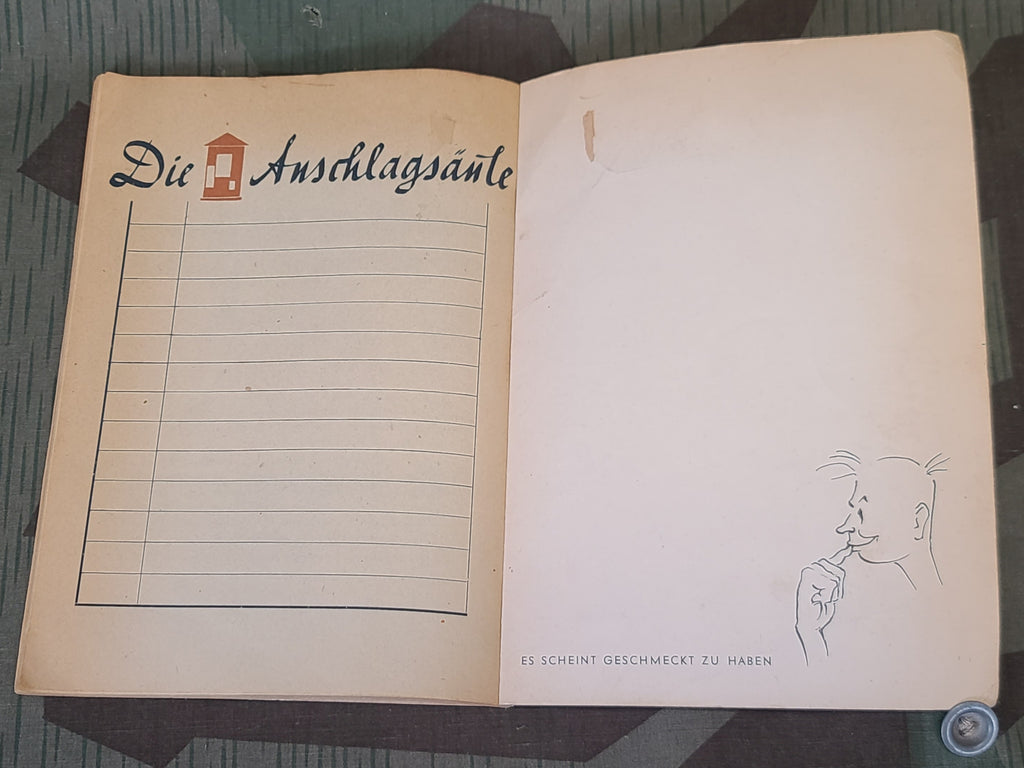 Die Anschlagsäule
ES SCHEINT GESCHMECKT ZU HABEN